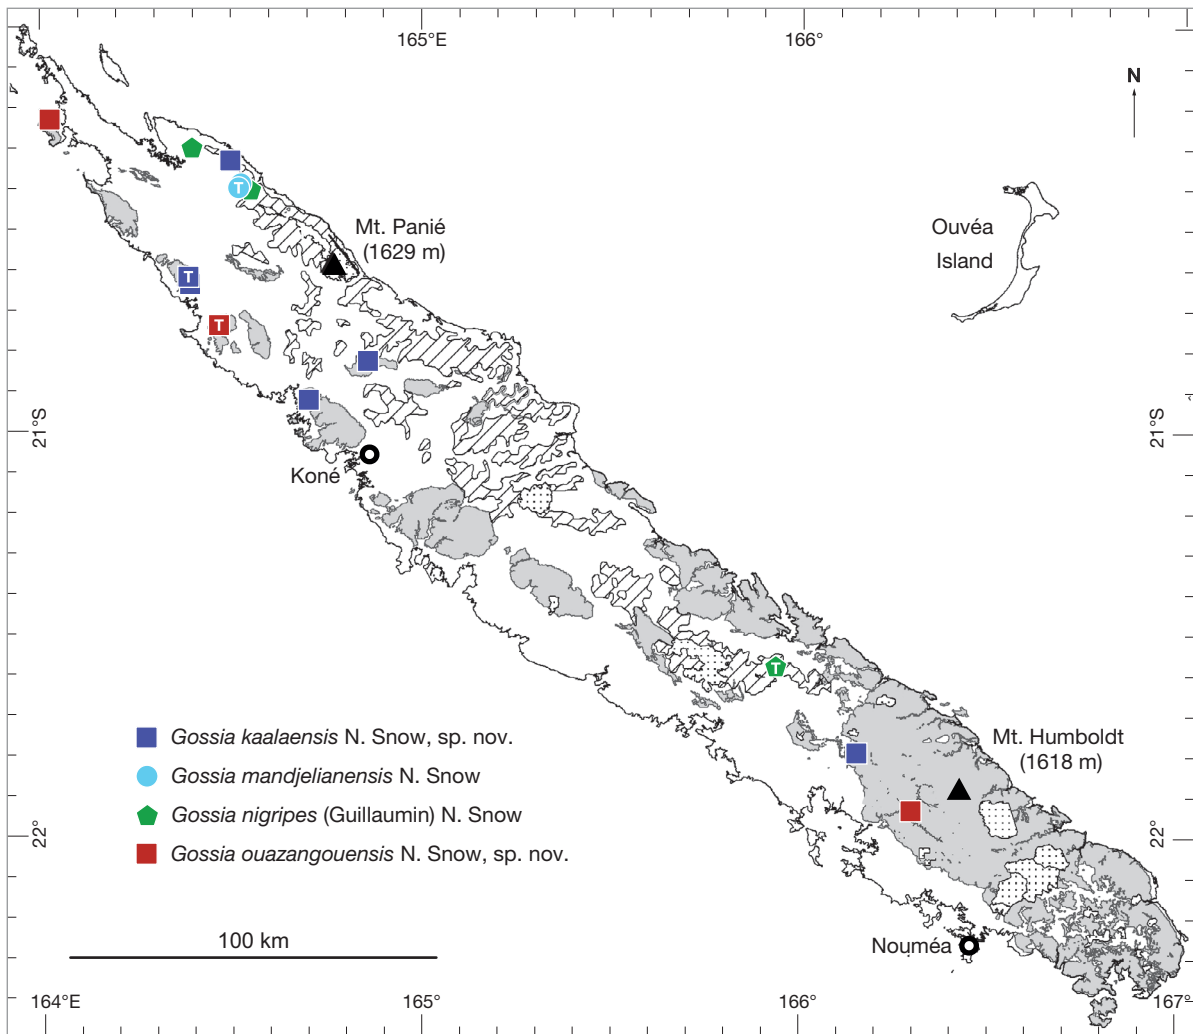 165°E
166°
N
T
Mt. Panié
(1629 m)
Ouvéa
Island
T
T
21°S
21°S
Koné
T
Gossia kaalaensis N. Snow, sp. nov.
Gossia mandjelianensis N. Snow
Gossia nigripes (Guillaumin) N. Snow
Gossia ouazangouensis N. Snow, sp. nov.
Mt. Humboldt
(1618 m)
22°
22°
100 km
Nouméa
164°E
165°
166°
167°